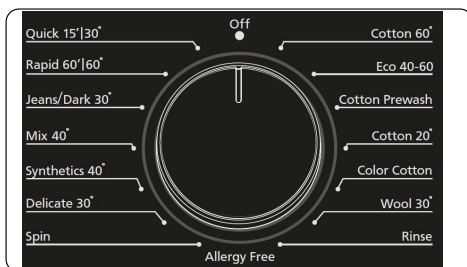 Off
Quick 15'|30°
Cotton 60°
Rapid 60'|60°
Eco 40-60
Jeans/Dark 30°
Cotton Prewash
Mix 40°
Cotton 20°
Synthetics 40°
Color Cotton
Delicate 30°
Wool 30°
Spin
Rinse
Allergy Free